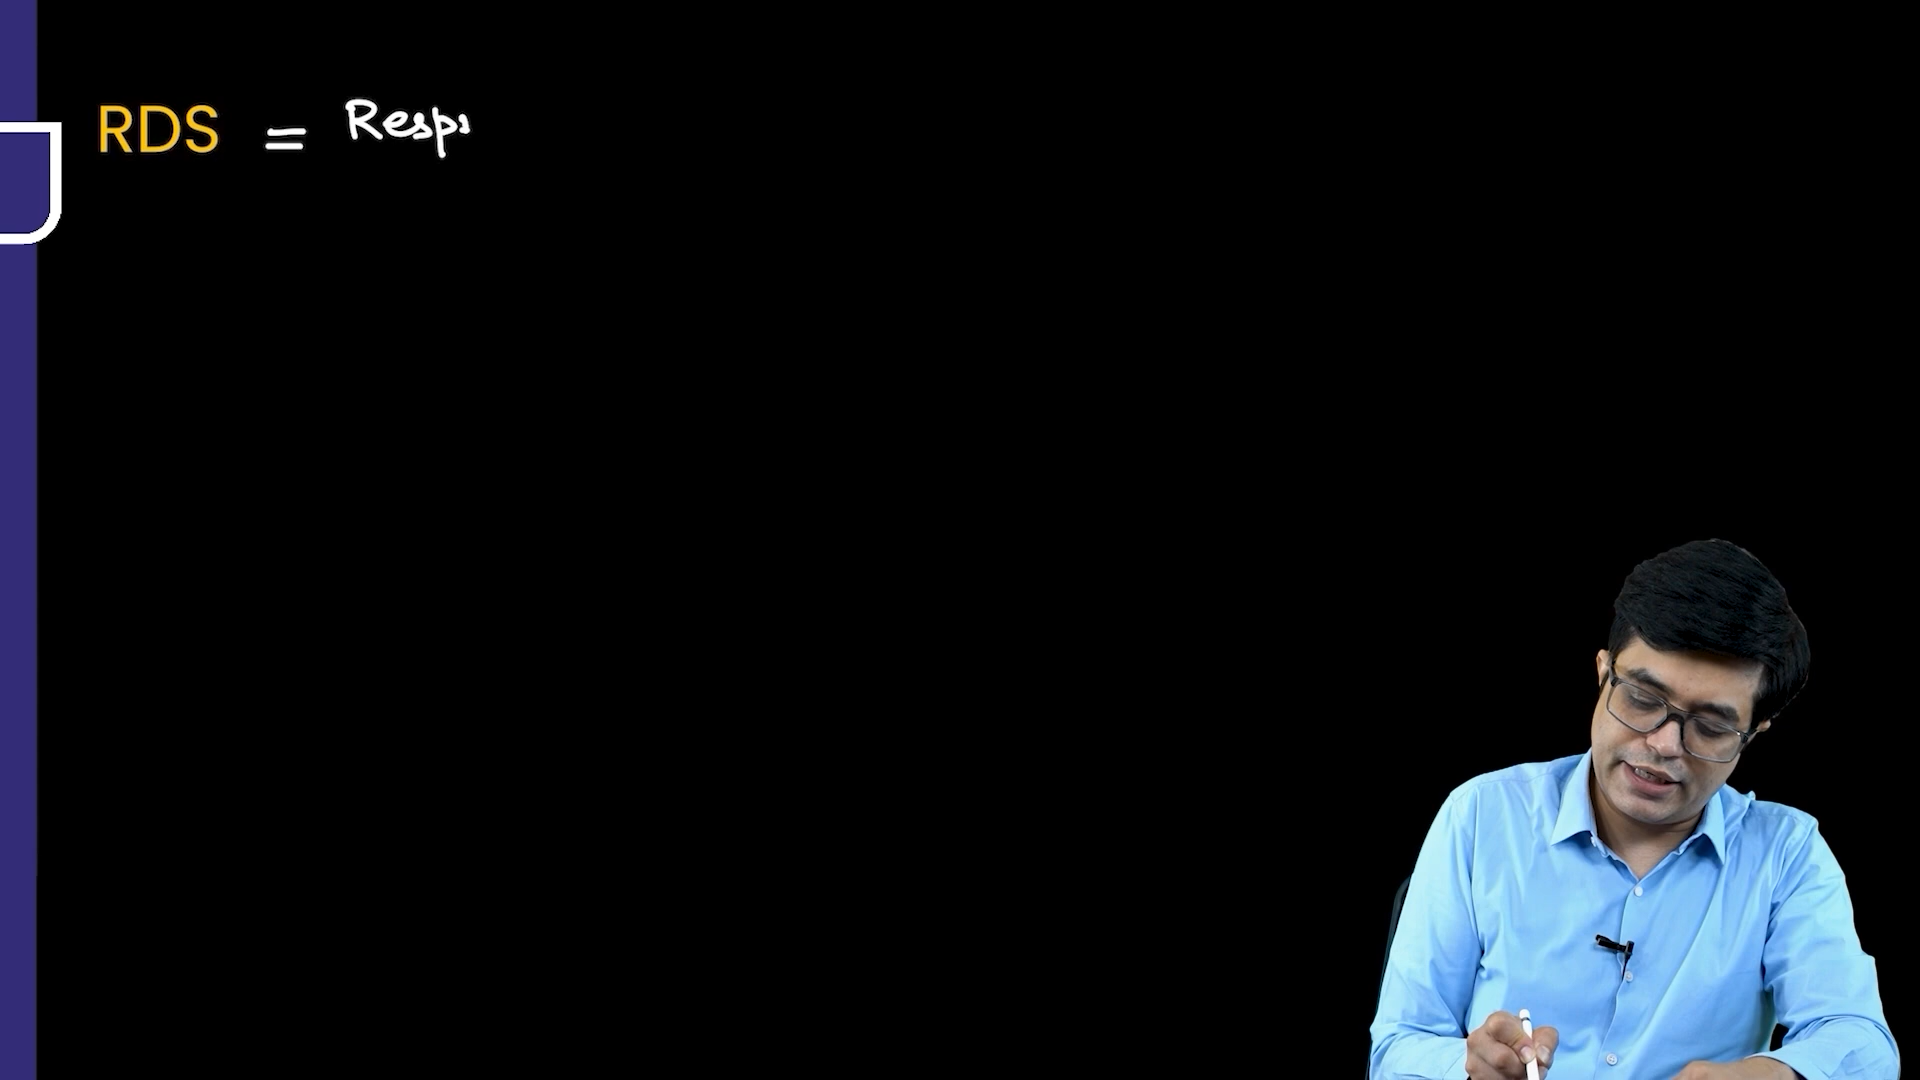 RDS = Resp